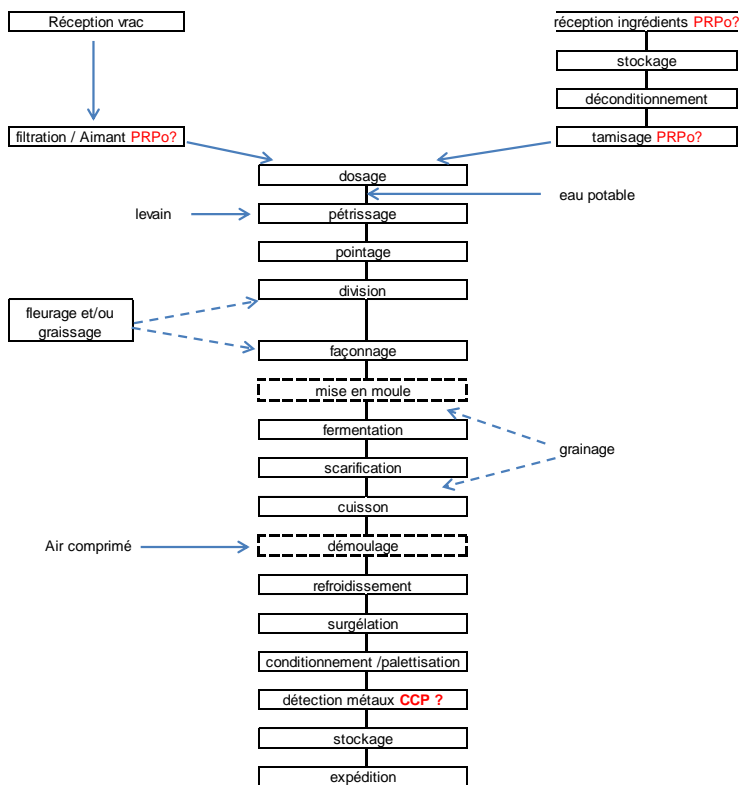 Réception vrac
réception ingrédients PRPo?
stockage
déconditionnement
filtration / Aimant PRPo?
tamisage PRPo?
dosage
eau potable
levain
pétrissage
pointage
division
fleurage et/ou
graissage
façonnage
mise en moule
fermentation
grainage
scarification
cuisson
Air comprimé
démoulage
refroidissement
surgélation
conditionnement /palettisation
détection métaux CCP ?
stockage
expédition